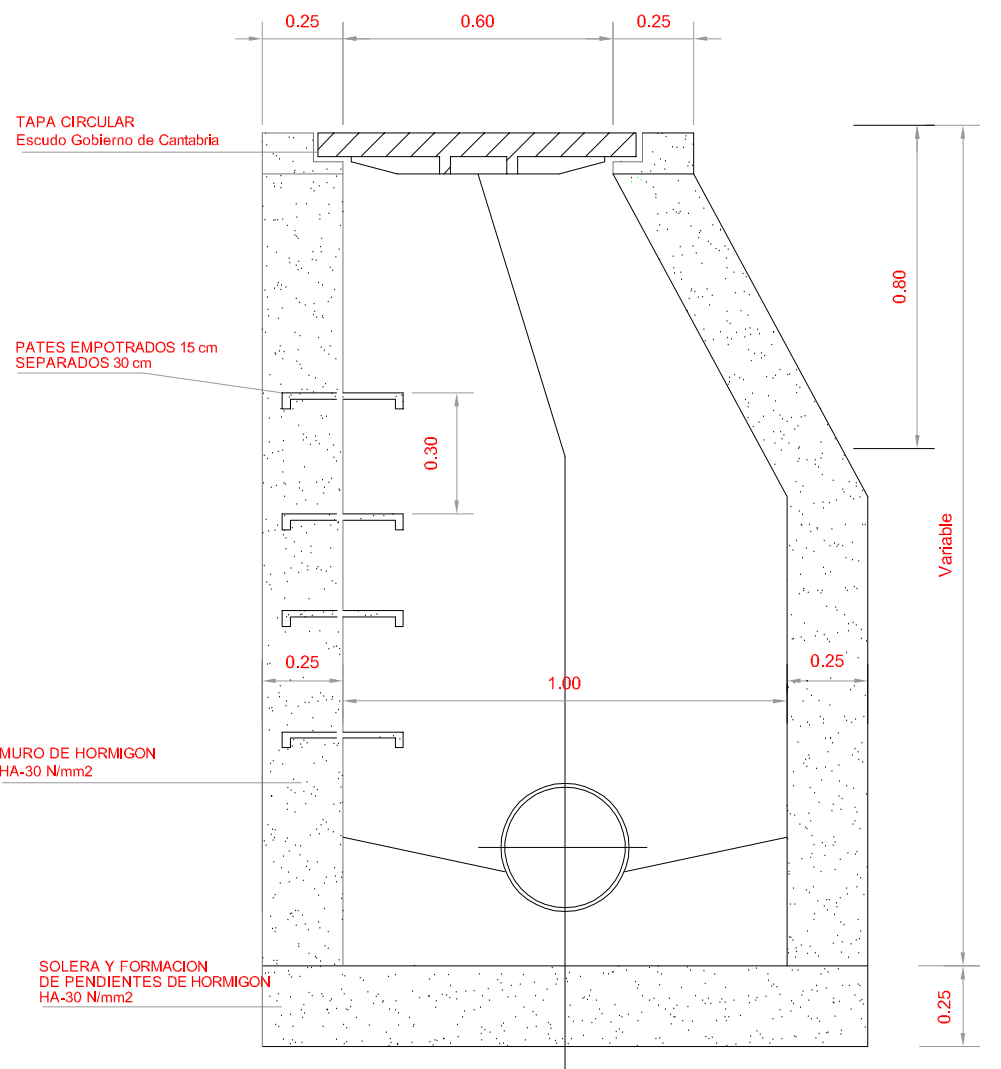 0.25
0.60
0.25
TAPA CIRCULAR
Escudo Gobierno de Cantabria
0.80
PATES EMPOTRADOS 15 cm
SEPARADOS 30 cm
0.30
Variable
0.25
1.00
0.25
MURO DE HORMIGON
HA-30 N/mm2
SOLERA Y FORMACION
DE PENDIENTES DE HORMIGON
HA-30 N/mm2
0.25